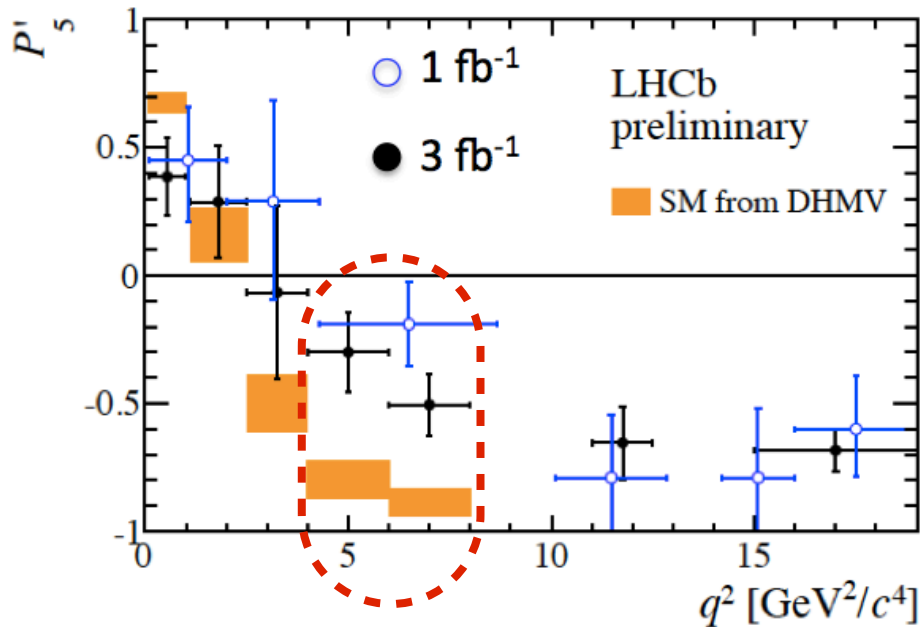 P'₅
1
0.5
0
-0.5
-1
1 fb⁻¹
3 fb⁻¹
LHCb
preliminary
SM from DHMV
0 5 10 15
q² [GeV²/c⁴]